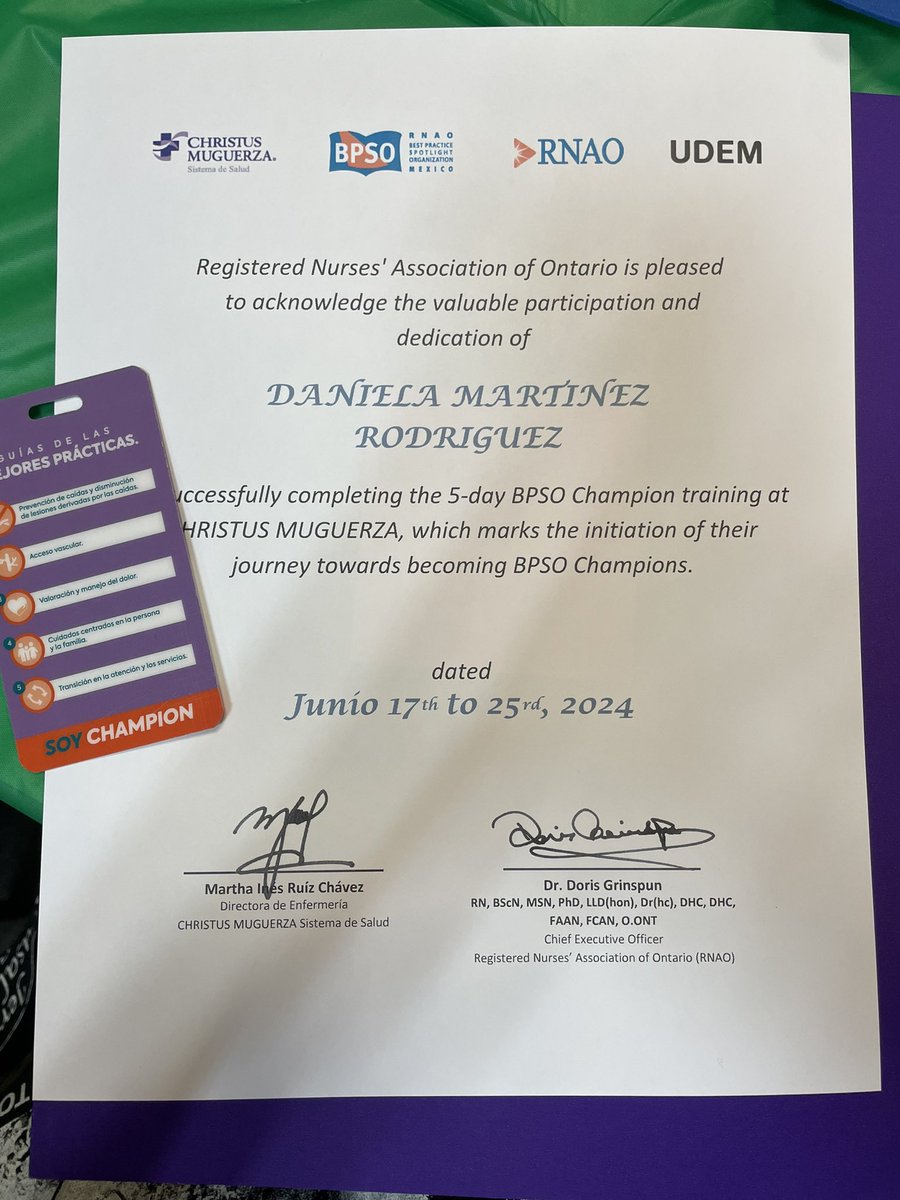 CHRISTUS
MUGUERZA®
Sistema de Salud
BPSO
RNAO
BEST PRACTICE
SPOTLIGHT
ORGANIZATION
MEXICO
RNAO
UDEM
Registered Nurses' Association of Ontario is pleased
to acknowledge the valuable participation and
dedication of
DANIELA MARTINEZ
RODRIGUEZ
uccessfully completing the 5-day BPSO Champion training at
HRISTUS MUGUERZA, which marks the initiation of their
journey towards becoming BPSO Champions.
dated
Junio 17th to 25rd, 2024
Martha Inés Ruíz Chávez
Directora de Enfermería
CHRISTUS MUGUERZA Sistema de Salud
Doris Grinspun
Dr. Doris Grinspun
RN, BScN, MSN, PhD, LLD(hon), Dr(hc), DHC, DHC,
FAAN, FCAN, O.ONT
Chief Executive Officer
Registered Nurses' Association of Ontario (RNAO)
GUÍAS DE LAS
EJORES PRÁCTICAS.
Prevención de caídas y disminución
de lesiones derivadas por las caídas.
Acceso vascular.
3 Valoración y manejo del dolor.
4 Cuidados centrados en la persona
y la familia.
5 Transición en la atención y los servicios.
SOY CHAMPION